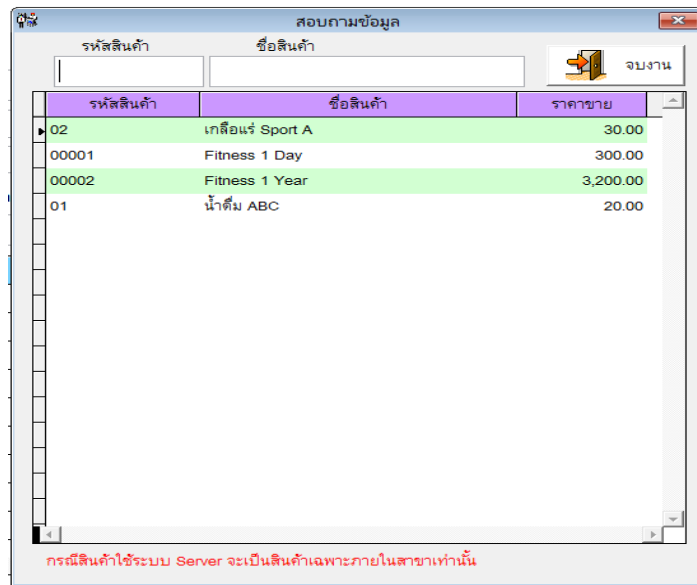 สอบถามข้อมูล
รหัสสินค้า ชื่อสินค้า
จบงาน
รหัสสินค้า ชื่อสินค้า ราคาขาย
02 เกลือแร่ Sport A 30.00
00001 Fitness 1 Day 300.00
00002 Fitness 1 Year 3,200.00
01 น้ำดื่ม ABC 20.00
กรณีสินค้าใช้ระบบ Server จะเป็นสินค้าเฉพาะภายในสาขาเท่านั้น